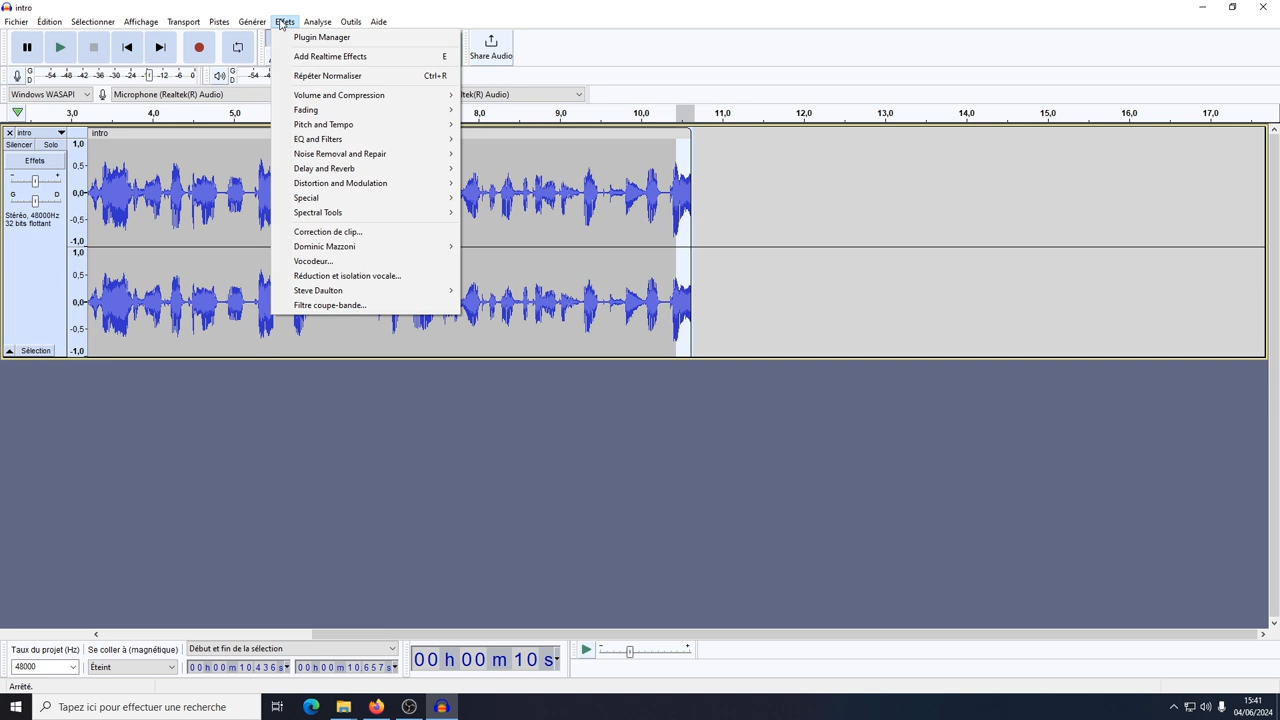 intro
Fichier Édition Sélectionner Affichage Transport Pistes Générer Effets Analyse Outils Aide
Plugin Manager
Add Realtime Effects E
Répéter Normaliser Ctrl+R
Volume and Compression
Fading
Pitch and Tempo
EQ and Filters
Noise Removal and Repair
Delay and Reverb
Distortion and Modulation
Special
Spectral Tools
Correction de clip...
Dominic Mazzoni
Vocodeur...
Réduction et isolation vocale...
Steve Daulton
Filtre coupe-bande...
Share Audio
G
D
-54 -48 -42 -36 -30 -24 -18 -12 -6 0
G
D
-54 -4
Windows WASAPI
Microphone (Realtek(R) Audio)
ltek(R) Audio)
3,0 4,0 5,0 8,0 9,0 10,0 11,0 12,0 13,0 14,0 15,0 16,0 17,0
intro
intro
Silencer Solo
Effets
- +
G D
Stéréo, 48000Hz
32 bits flottant
Sélection
1,0
0,5
0,0
-0,5
-1,0
1,0
0,5
0,0
-0,5
-1,0
Taux du projet (Hz)
48000
Se coller à (magnétique)
Éteint
Début et fin de la sélection
00 h 00 m 10.436 s
00 h 00 m 10.657 s
00 h 00 m 10 s
- +
Arrêté.
Tapez ici pour effectuer une recherche
15:41
04/06/2024